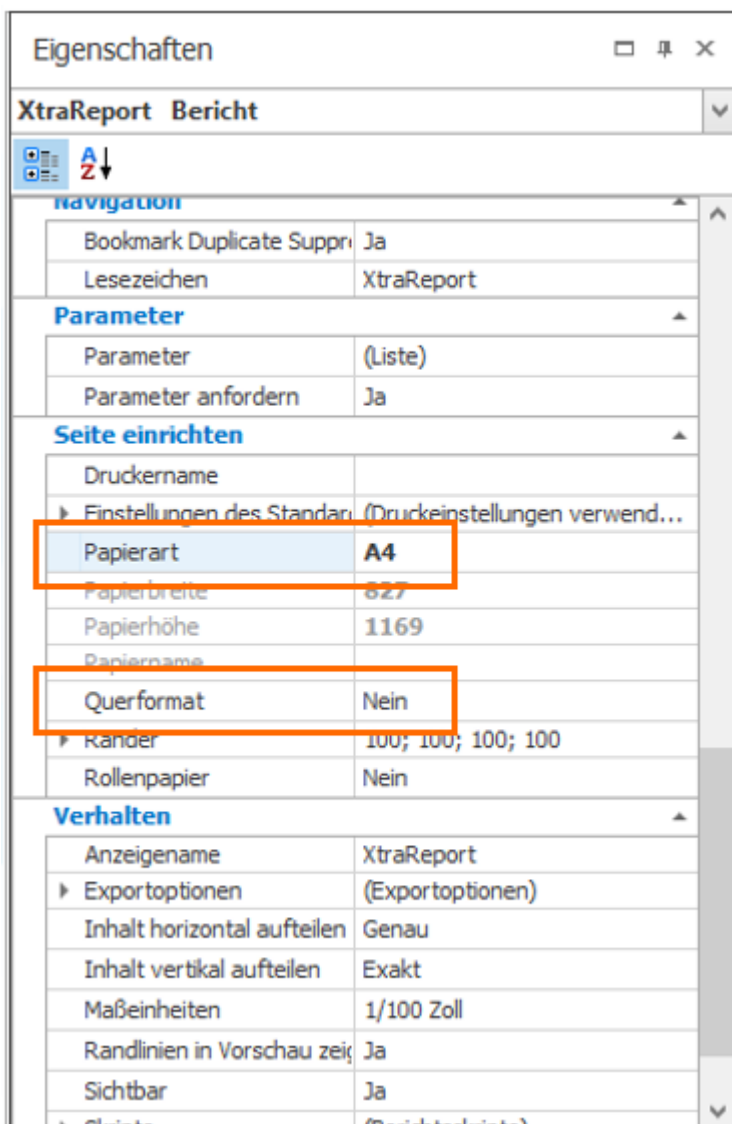 Eigenschaften
XtraReport Bericht
Navigation
Bookmark Duplicate Suppre Ja
Lesezeichen XtraReport
Parameter
Parameter (Liste)
Parameter anfordern Ja
Seite einrichten
Druckername
Einstellungen des Standar (Druckeinstellungen verwend...
Papierart A4
Papierbreite 827
Papierhöhe 1169
Papiername
Querformat Nein
Ränder 100; 100; 100; 100
Rollenpapier Nein
Verhalten
Anzeigename XtraReport
Exportoptionen (Exportoptionen)
Inhalt horizontal aufteilen Genau
Inhalt vertikal aufteilen Exakt
Maßeinheiten 1/100 Zoll
Randlinien in Vorschau zeig Ja
Sichtbar Ja